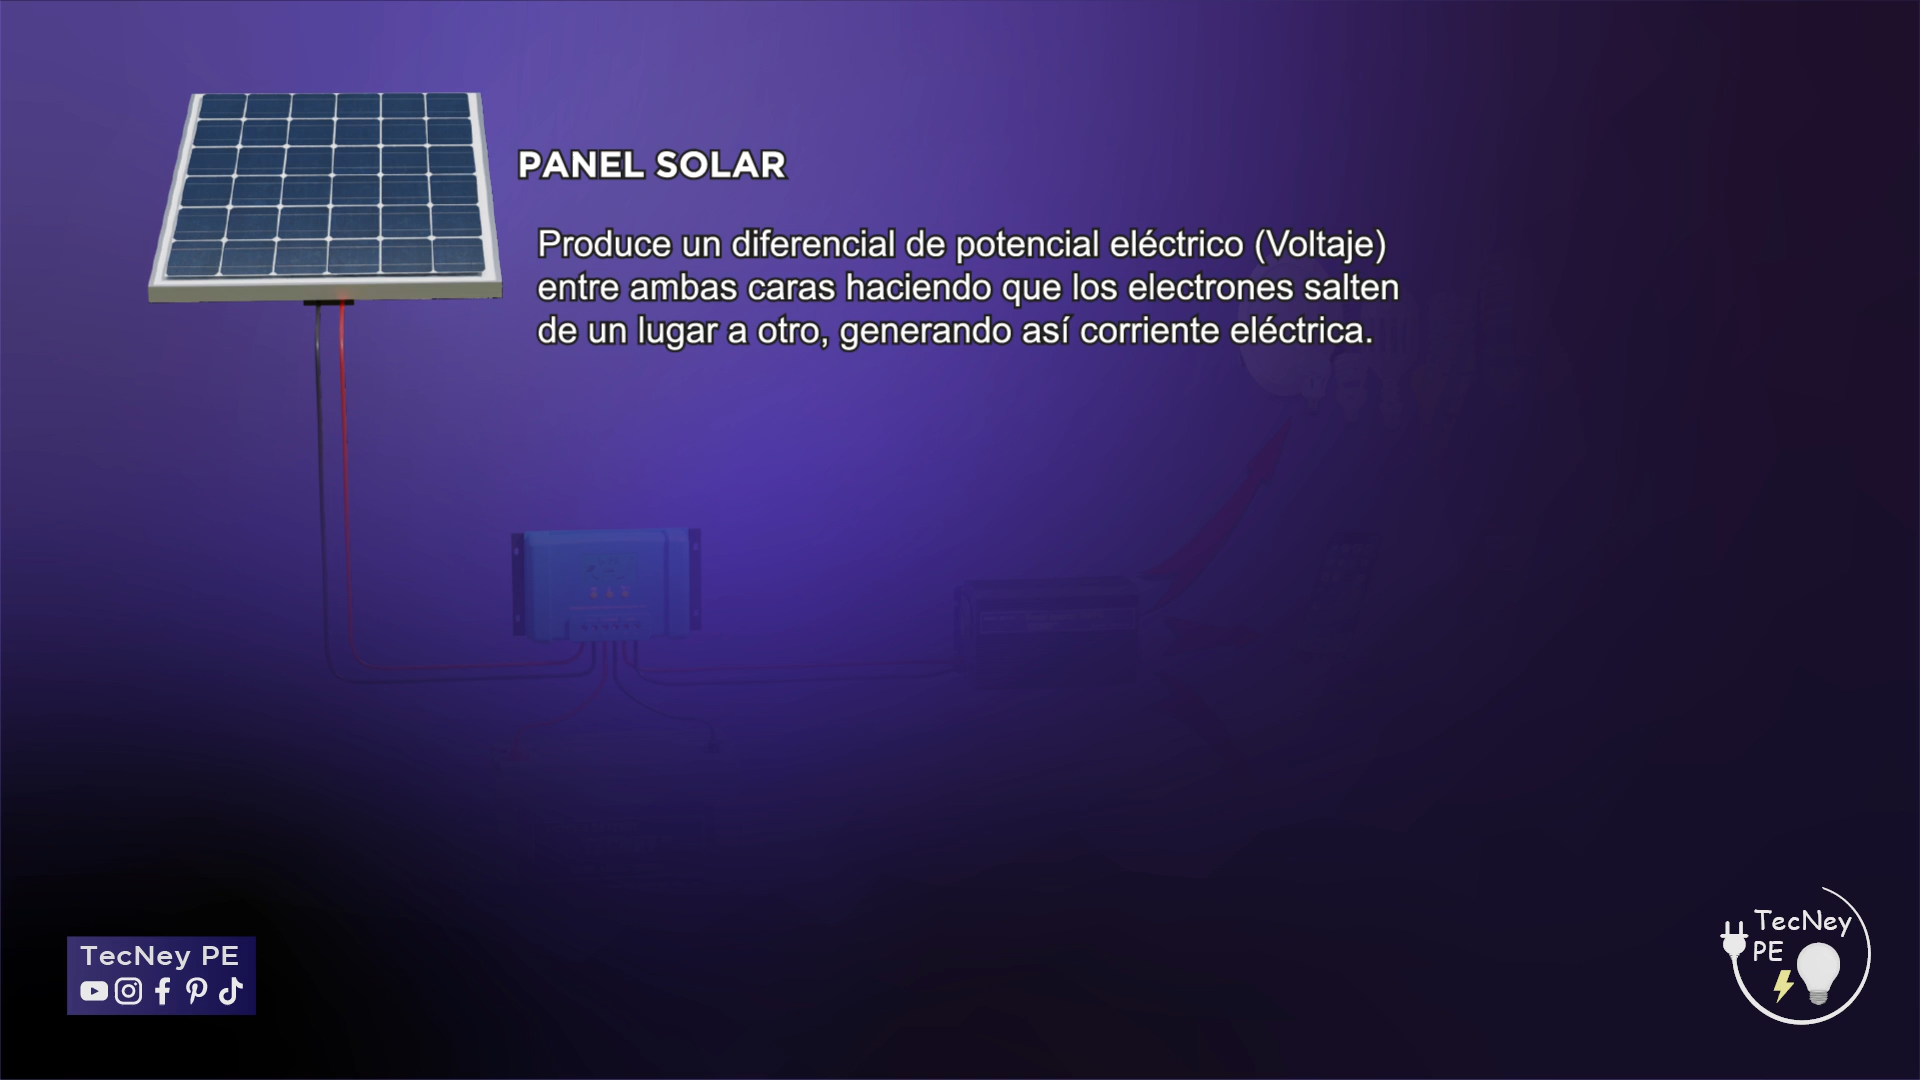 PANEL SOLAR
Produce un diferencial de potencial eléctrico (Voltaje)
entre ambas caras haciendo que los electrones salten
de un lugar a otro, generando así corriente eléctrica.
TecNey PE
TecNey
PE